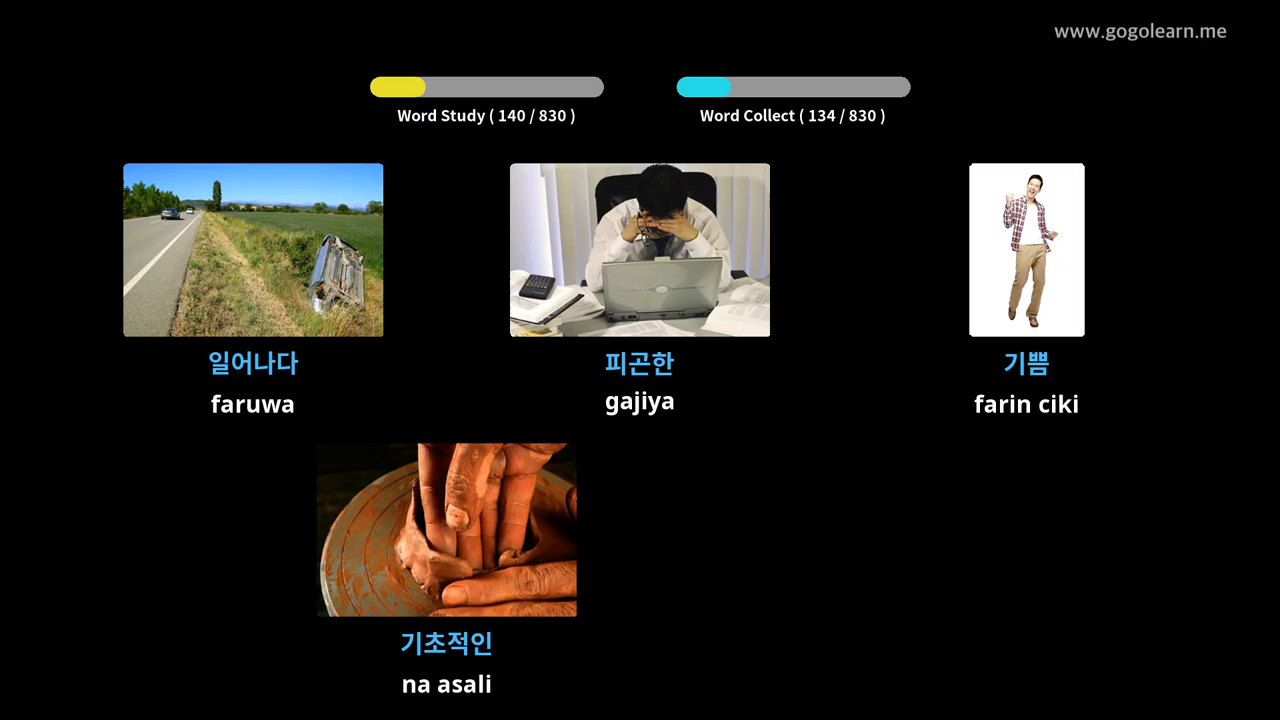 www.gogolearn.me
Word Study ( 140 / 830 )
Word Collect ( 134 / 830 )
일어나다
faruwa
피곤한
gajiya
기쁨
farin ciki
기초적인
na asali